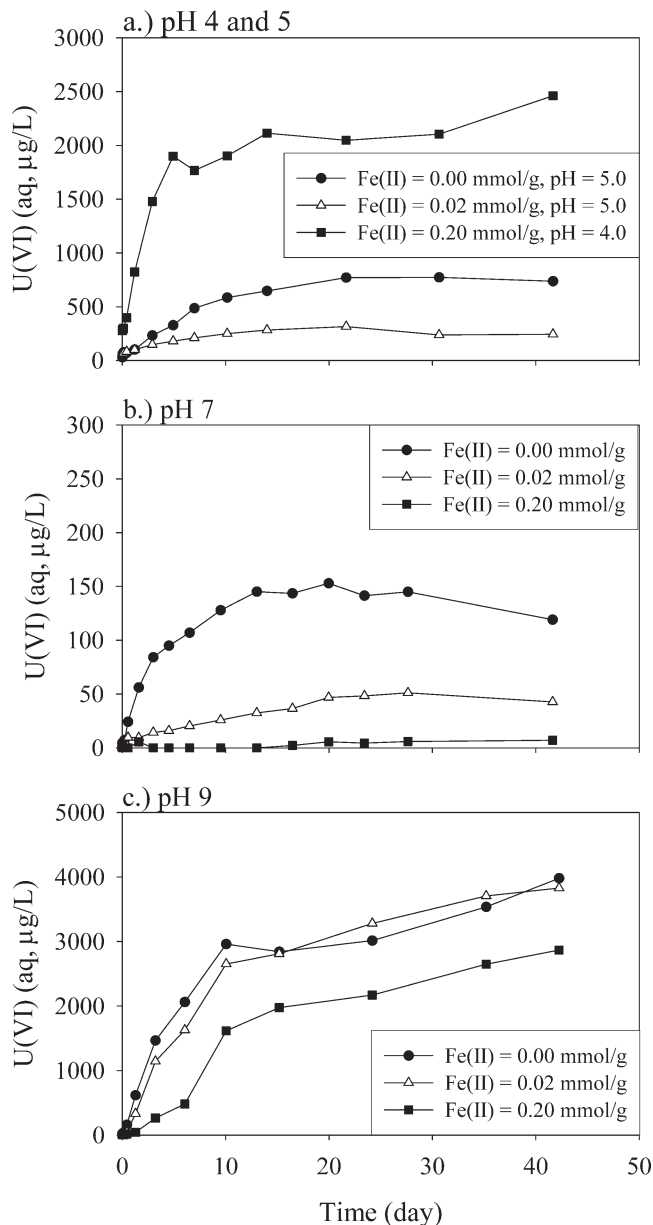 a.) pH 4 and 5
3000
2500
2000
1500
1000
500
0
U(VI) (aq, µg/L)
Fe(II) = 0.00 mmol/g, pH = 5.0
Fe(II) = 0.02 mmol/g, pH = 5.0
Fe(II) = 0.20 mmol/g, pH = 4.0
b.) pH 7
300
250
200
150
100
50
0
U(VI) (aq, µg/L)
Fe(II) = 0.00 mmol/g
Fe(II) = 0.02 mmol/g
Fe(II) = 0.20 mmol/g
c.) pH 9
5000
4000
3000
2000
1000
0
U(VI) (aq, µg/L)
Fe(II) = 0.00 mmol/g
Fe(II) = 0.02 mmol/g
Fe(II) = 0.20 mmol/g
0 10 20 30 40 50
Time (day)